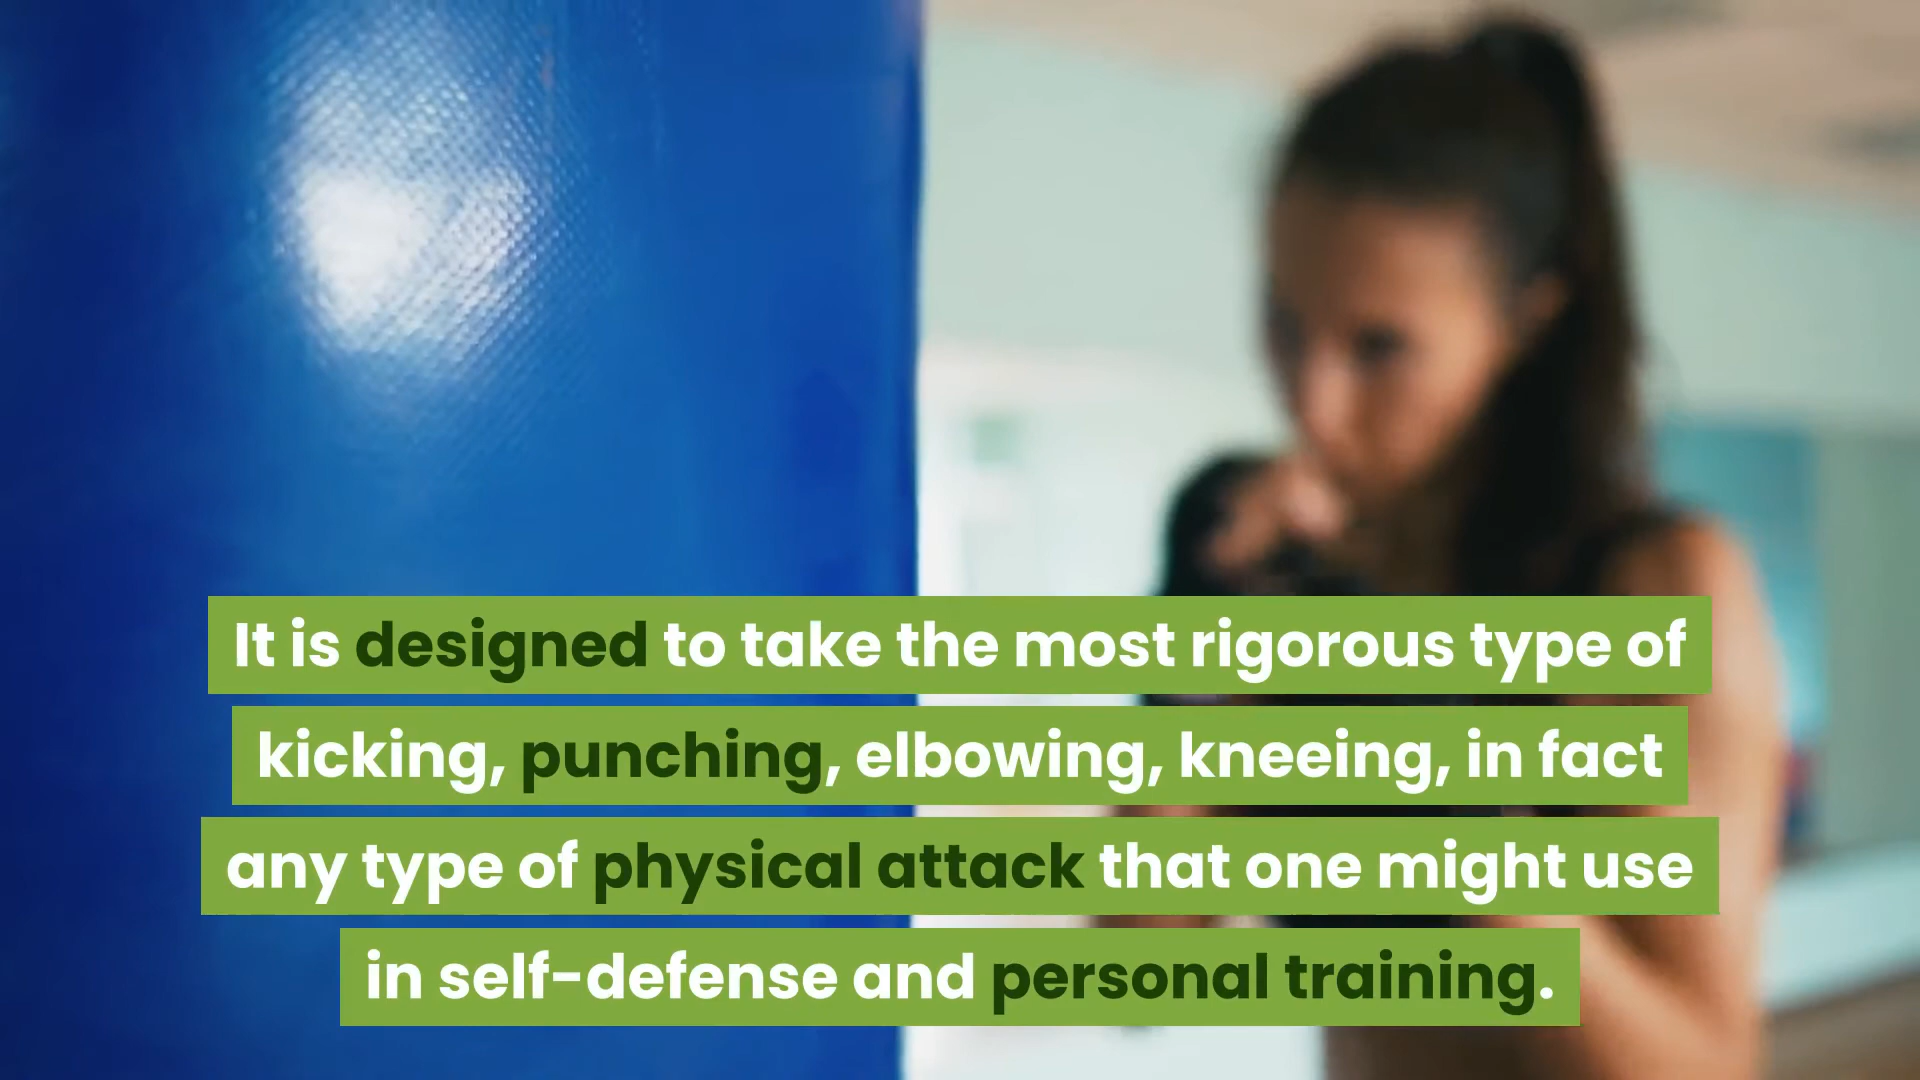 It is designed to take the most rigorous type of
kicking, punching, elbowing, kneeing, in fact
any type of physical attack that one might use
in self-defense and personal training.